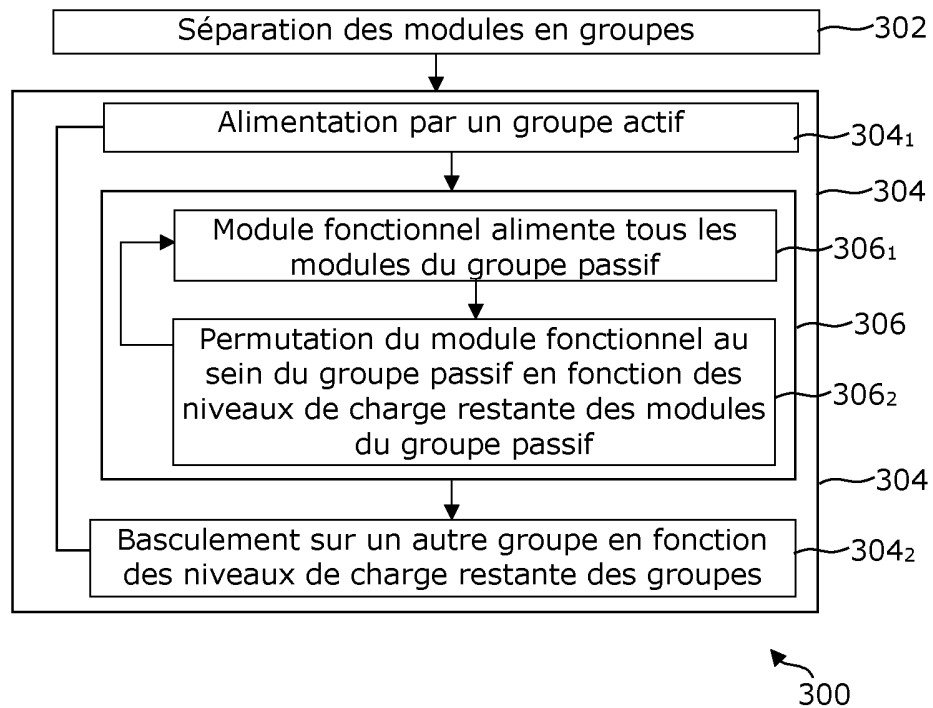 Séparation des modules en groupes
302
Alimentation par un groupe actif
304₁
304
Module fonctionnel alimente tous les
modules du groupe passif
306₁
306
Permutation du module fonctionnel au
sein du groupe passif en fonction des
niveaux de charge restante des modules
du groupe passif
306₂
304
Basculement sur un autre groupe en fonction
des niveaux de charge restante des groupes
304₂
300